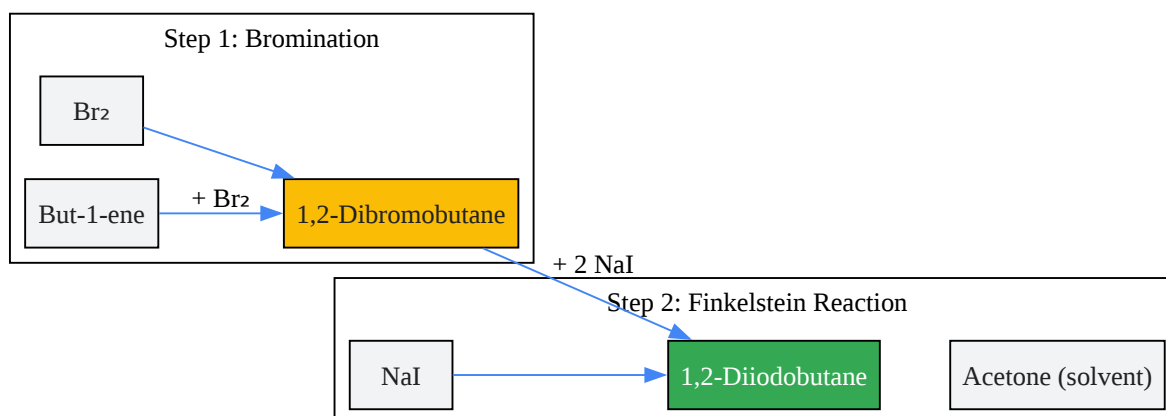 Step 1: Bromination
Br₂
But-1-ene
+ Br₂
1,2-Dibromobutane
+ 2 NaI
Step 2: Finkelstein Reaction
NaI
1,2-Diiodobutane
Acetone (solvent)